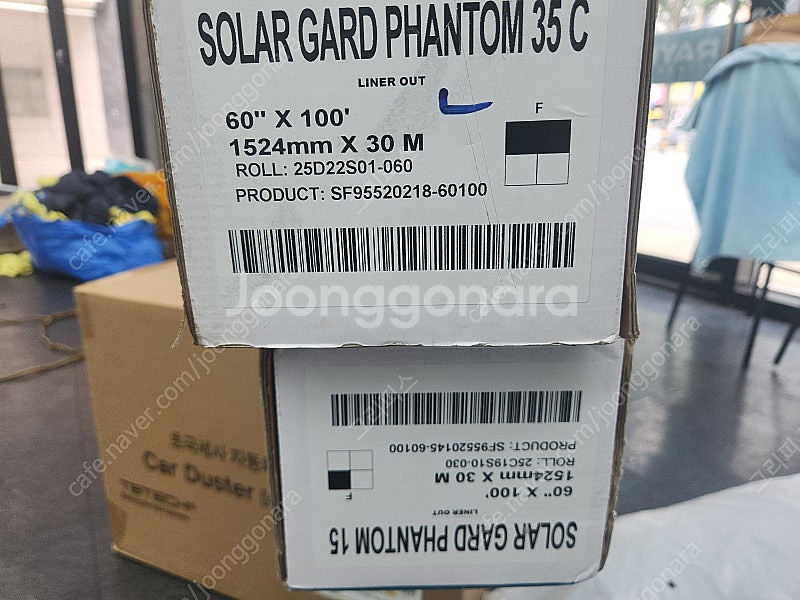 SOLAR GARD PHANTOM 35 C
LINER OUT
F
60" X 100'
1524mm X 30 M
ROLL: 25D22S01-060
PRODUCT: SF95520218-60100
Joonggonara
SOLAR GARD PHANTOM 15
LINER OUT
F
60" X 100'
1524mm X 30 M
ROLL: 25C19S10-030
PRODUCT: SF95520145-60100
Car Duster
RAY
cafe.naver.com/joonggonara